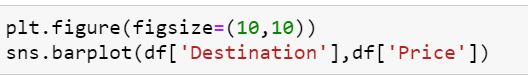 plt.figure(figsize=(10,10))
sns.barplot(df['Destination'],df['Price'])